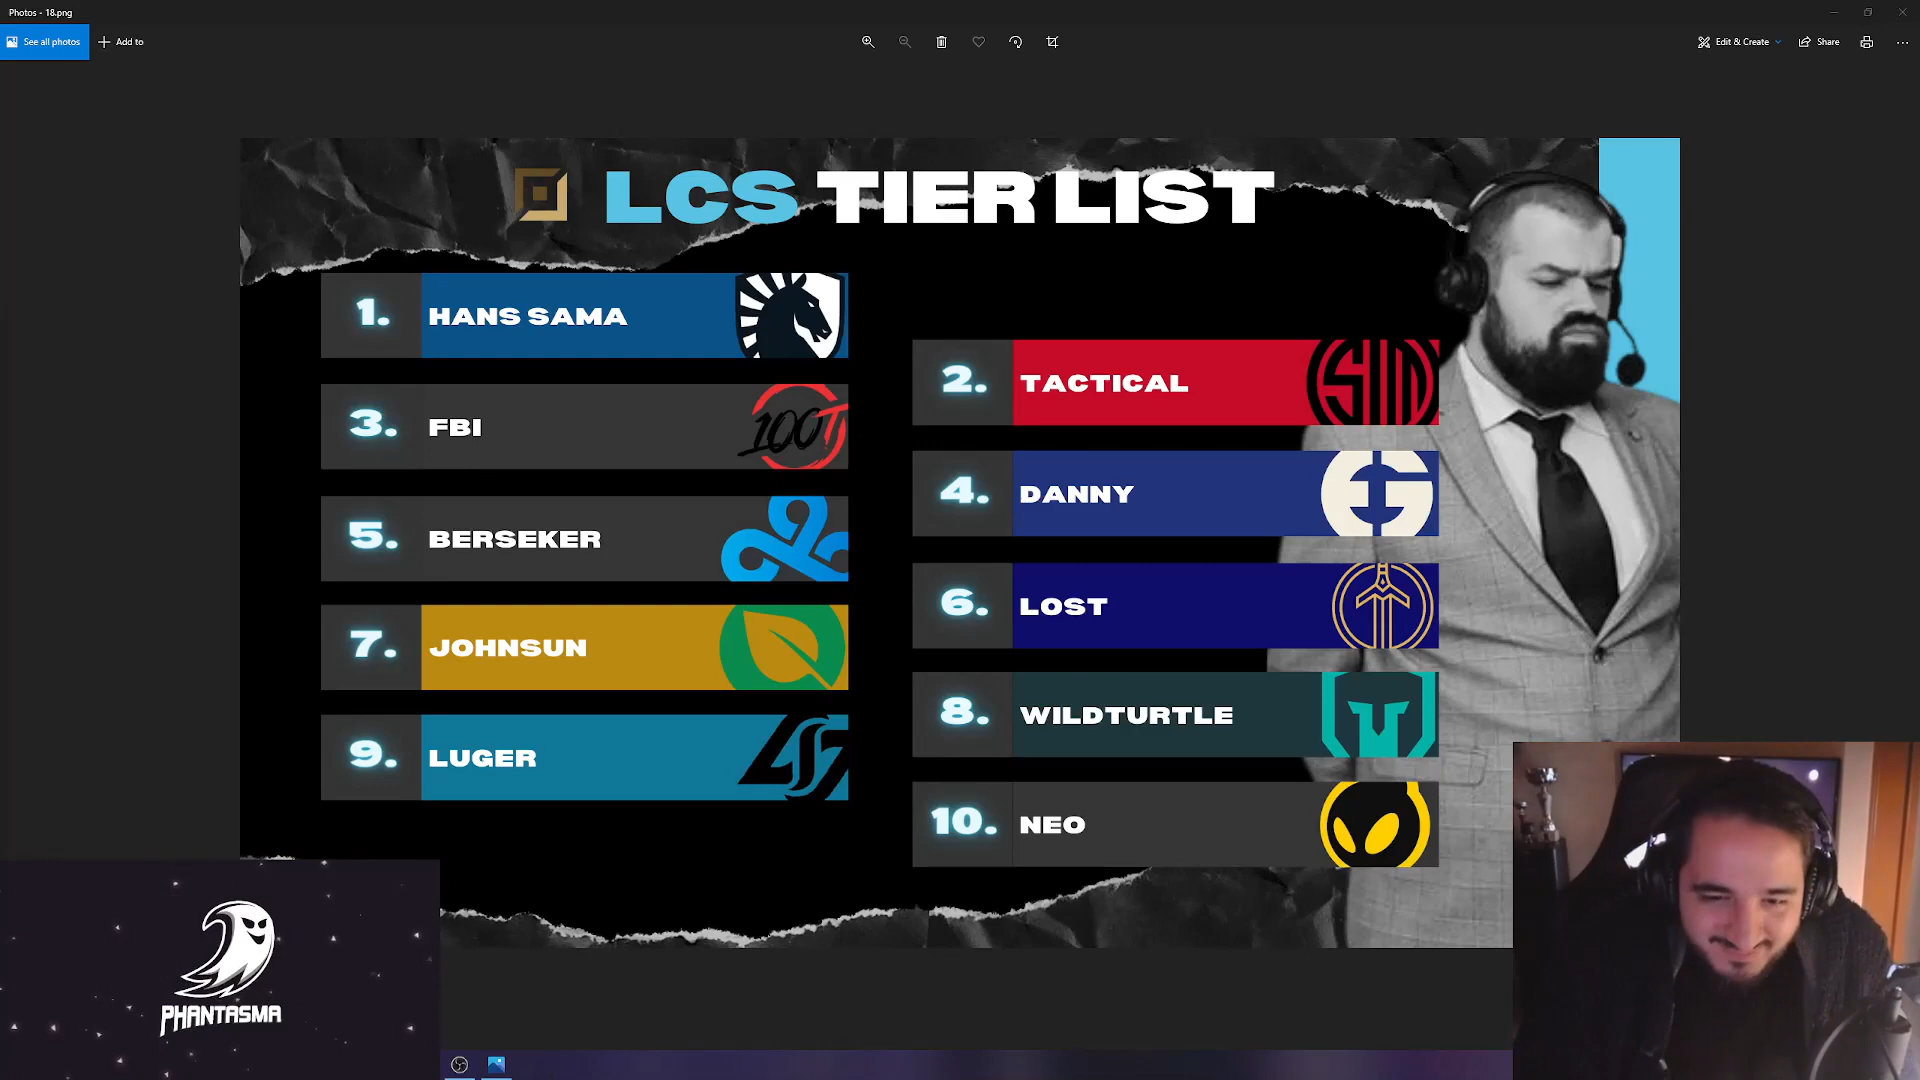 Photos - 18.png
See all photos
Add to
Edit & Create
Share
LCS TIER LIST
1. HANS SAMA
2. TACTICAL
3. FBI
100T
4. DANNY
5. BERSEKER
6. LOST
7. JOHNSUN
8. WILDTURTLE
9. LUGER
10. NEO
PHANTASMA